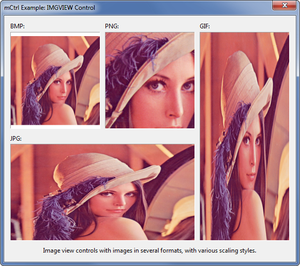 mCtrl Example: IMGVIEW Control
BMP:
PNG:
GIF:
JPG:
Image view controls with images in several formats, with various scaling styles.